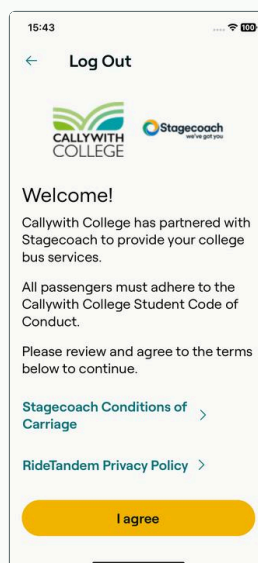 15:43
100
Log Out
CALLYWITH
COLLEGE
Stagecoach
we've got you
Welcome!
Callywith College has partnered with
Stagecoach to provide your college
bus services.
All passengers must adhere to the
Callywith College Student Code of
Conduct.
Please review and agree to the terms
below to continue.
Stagecoach Conditions of
Carriage
RideTandem Privacy Policy
I agree